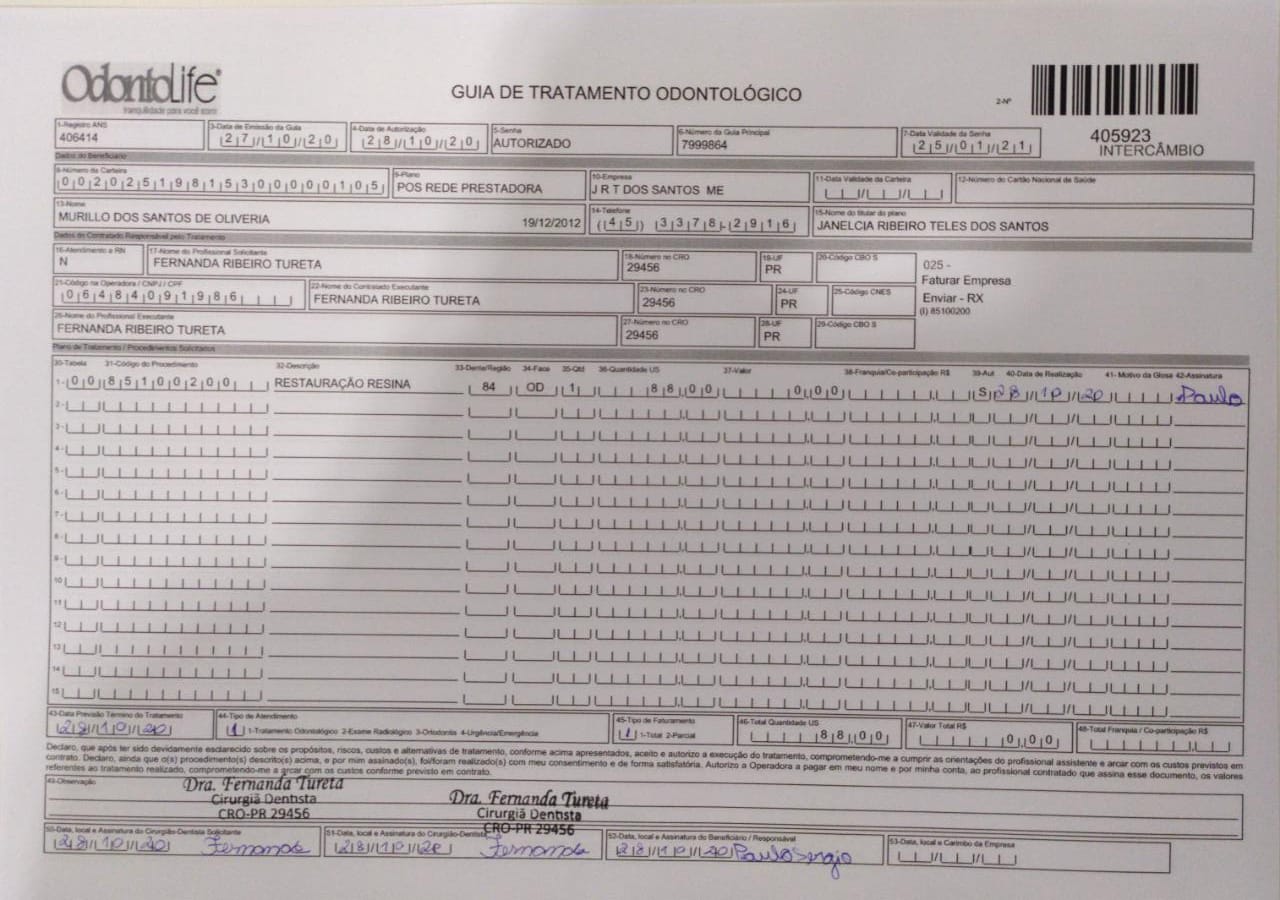 OdontoLife®
tranquilidade para você sorrir
GUIA DE TRATAMENTO ODONTOLÓGICO
2-Nº
405923
INTERCÂMBIO
1-Registro ANS
406414
3-Data de Emissão da Guia
27/10/20
4-Data de Autorização
28/10/20
5-Senha
AUTORIZADO
6-Número da Guia Principal
7999864
7-Data Validade da Senha
25/01/21
Dados do Beneficiário
8-Número da Carteira
00202519815300000105
9-Plano
POS REDE PRESTADORA
10-Empresa
J R T DOS SANTOS ME
11-Data Validade da Carteira
12-Número do Cartão Nacional de Saúde
13-Nome
MURILLO DOS SANTOS DE OLIVERIA 19/12/2012
14-Telefone
(45) 3378-2916
15-Nome do titular do plano
JANELCIA RIBEIRO TELES DOS SANTOS
Dados do Contratado Responsável pelo Tratamento
16-Atendimento a RN
N
17-Nome do Profissional Solicitante
FERNANDA RIBEIRO TURETA
18-Número no CRO
29456
19-UF
PR
20-Código CBO S
025 -
Faturar Empresa
Enviar - RX
(I) 85100200
21-Código na Operadora / CNPJ / CPF
06484091986
22-Nome do Contratado Executante
FERNANDA RIBEIRO TURETA
23-Número no CRO
29456
24-UF
PR
25-Código CNES
26-Nome do Profissional Executante
FERNANDA RIBEIRO TURETA
27-Número no CRO
29456
28-UF
PR
29-Código CBO S
Plano de Tratamento / Procedimentos Solicitados
30-Tabela 31-Código do Procedimento 32-Descrição 33-Dente/Região 34-Face 35-Qtd 36-Quantidade US 37-Valor 38-Franquia/Co-participação R$ 39-Aut 40-Data de Realização 41- Motivo da Glosa 42-Assinatura
1- 00 85100200 RESTAURAÇÃO RESINA 84 OD 1 88,00 0,00 S 28/10/20 Paulo
2-
3-
4-
5-
6-
7-
8-
9-
10
11
12
13
14
15
43-Data Previsão Término do Tratamento
28/10/20
44-Tipo de Atendimento
1 1-Tratamento Odontológico 2-Exame Radiológico 3-Ortodontia 4-Urgência/Emergência
45-Tipo de Faturamento
1 1-Total 2-Parcial
46-Total Quantidade US
88,00
47-Valor Total R$
0,00
48-Total Franquia / Co-participação R$
Declaro, que após ter sido devidamente esclarecido sobre os propósitos, riscos, custos e alternativas de tratamento, conforme acima apresentados, aceito e autorizo a execução do tratamento, comprometendo-me a cumprir as orientações do profissional assistente e arcar com os custos previstos em
contrato. Declaro, ainda que o(s) procedimento(s) descrito(s) acima, e por mim assinado(s), foi/foram realizado(s) com meu consentimento e de forma satisfatória. Autorizo a Operadora a pagar em meu nome e por minha conta, ao profissional contratado que assina esse documento, os valores
referentes ao tratamento realizado, comprometendo-me a arcar com os custos conforme previsto em contrato.
49-Observação
Dra. Fernanda Tureta
Cirurgiã Dentista
CRO-PR 29456
Dra. Fernanda Tureta
Cirurgiã Dentista
CRO-PR 29456
50-Data, local e Assinatura do Cirurgião-Dentista Solicitante
28/10/20 Fernanda
51-Data, local e Assinatura do Cirurgião-Dentista
28/10/20 Fernanda
52-Data, local e Assinatura do Beneficiário / Responsável
28/10/20 Paulo Sergio
53-Data, local e Carimbo da Empresa